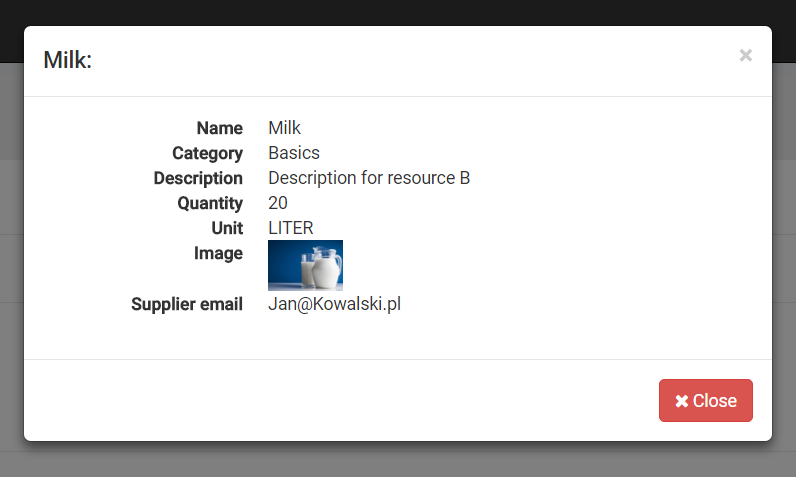 Milk:
×
Name Milk
Category Basics
Description Description for resource B
Quantity 20
Unit LITER
Image
Supplier email Jan@Kowalski.pl
✖ Close